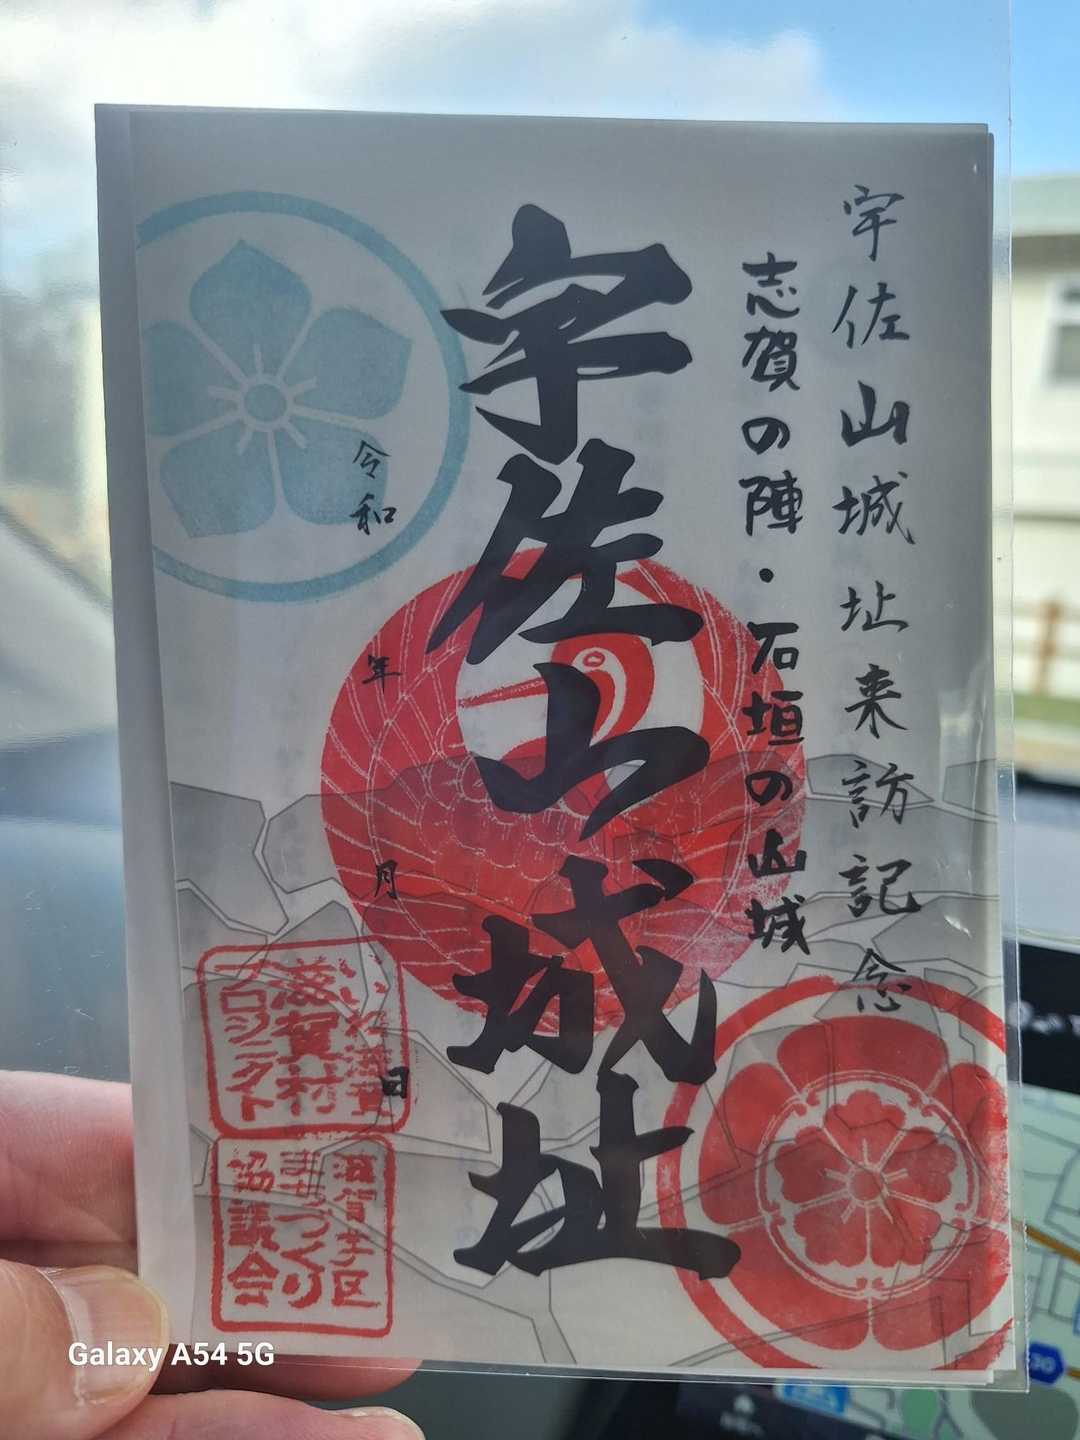 宇佐山城址来訪記念
志賀の陣・石垣の山城
宇佐山城址
令和
年
月
日
滋賀村
プロジェクト
滋賀学区
まちづくり
協議会
Galaxy A54 5G